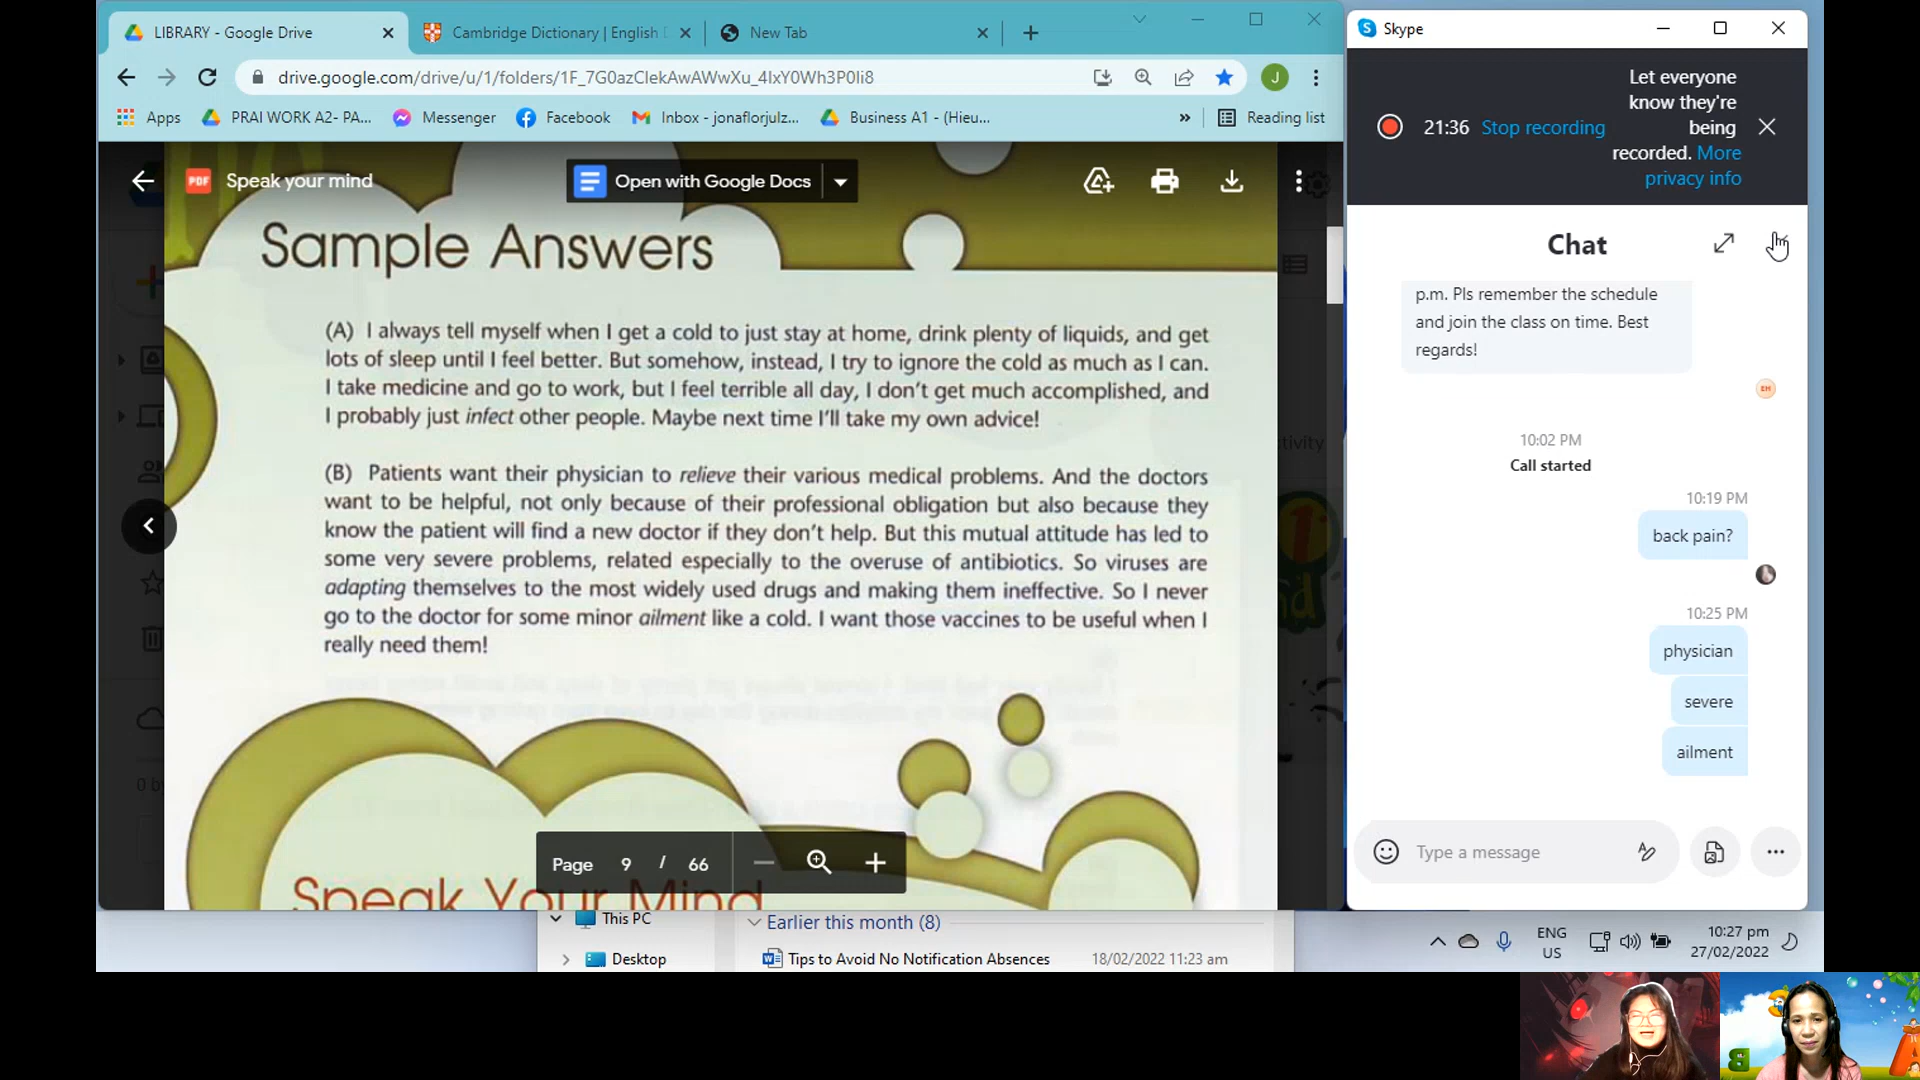 LIBRARY - Google Drive
Cambridge Dictionary | English
New Tab
drive.google.com/drive/u/1/folders/1F_7G0azClekAwAWwXu_4IxY0Wh3P0Ii8
J
Apps
PRAI WORK A2- PA...
Messenger
Facebook
Inbox - jonaflorjulz...
Business A1 - (Hieu...
»
Reading list
PDF
Speak your mind
Open with Google Docs
Sample Answers
(A) I always tell myself when I get a cold to just stay at home, drink plenty of liquids, and get
lots of sleep until I feel better. But somehow, instead, I try to ignore the cold as much as I can.
I take medicine and go to work, but I feel terrible all day, I don't get much accomplished, and
I probably just infect other people. Maybe next time I'll take my own advice!
(B) Patients want their physician to relieve their various medical problems. And the doctors
want to be helpful, not only because of their professional obligation but also because they
know the patient will find a new doctor if they don't help. But this mutual attitude has led to
some very severe problems, related especially to the overuse of antibiotics. So viruses are
adapting themselves to the most widely used drugs and making them ineffective. So I never
go to the doctor for some minor ailment like a cold. I want those vaccines to be useful when I
really need them!
Speak Your Mind
Page 9 / 66
This PC
Desktop
Earlier this month (8)
Tips to Avoid No Notification Absences
18/02/2022 11:23 am
Skype
21:36
Stop recording
Let everyone
know they're
being
recorded. More
privacy info
Chat
p.m. Pls remember the schedule
and join the class on time. Best
regards!
EH
10:02 PM
Call started
10:19 PM
back pain?
10:25 PM
physician
severe
ailment
Type a message
ENG
US
10:27 pm
27/02/2022